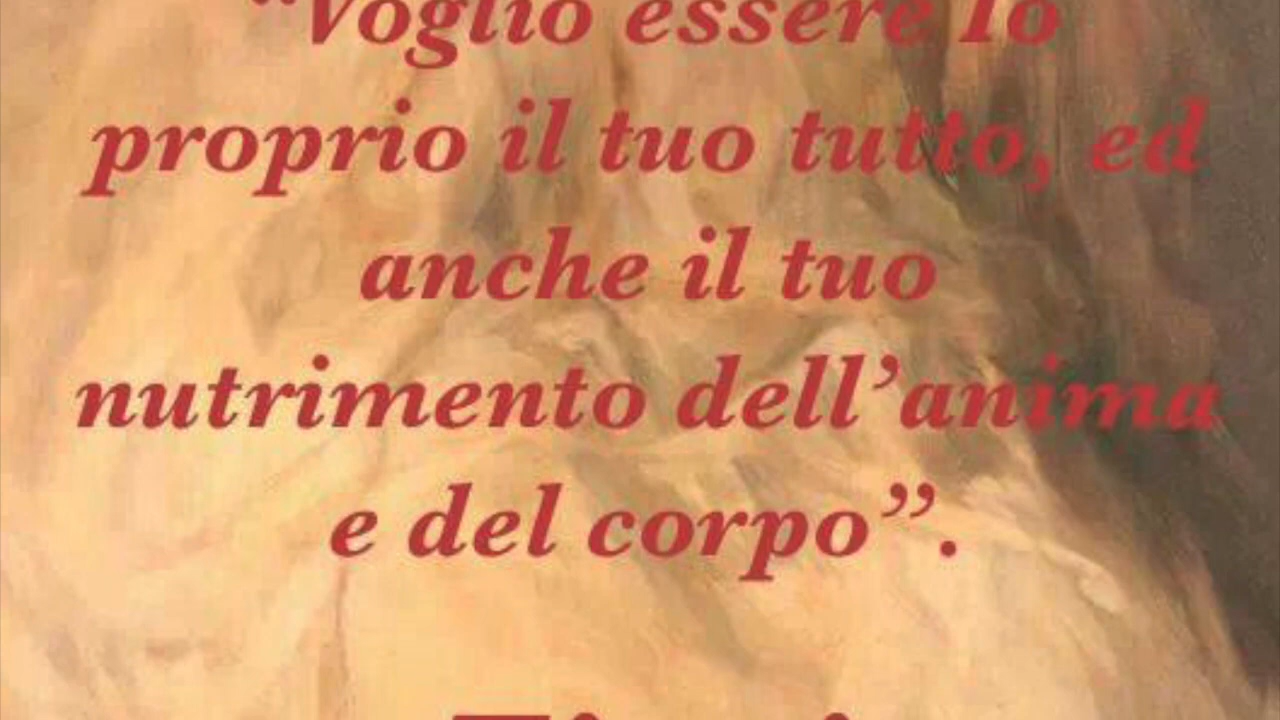 “Voglio essere Io
proprio il tuo tutto, ed
anche il tuo
nutrimento dell’anima
e del corpo”.